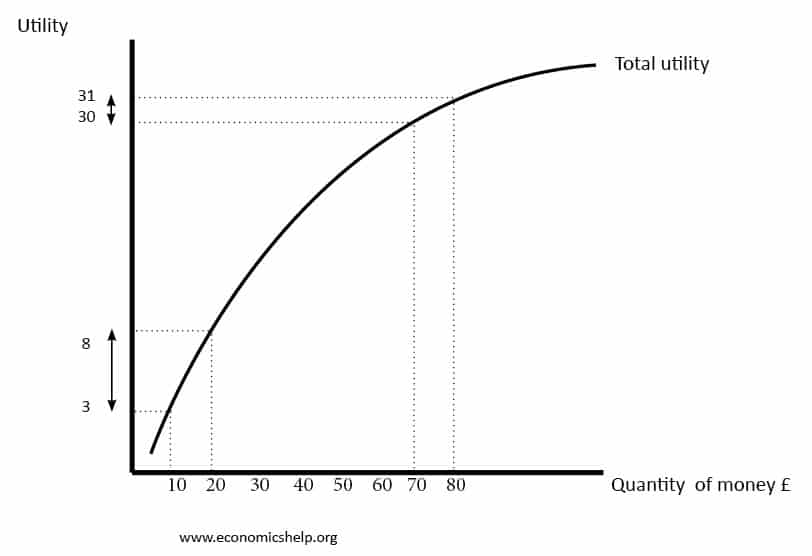 Utility
Total utility
31
30
8
3
10 20 30 40 50 60 70 80
Quantity of money £
www.economicshelp.org